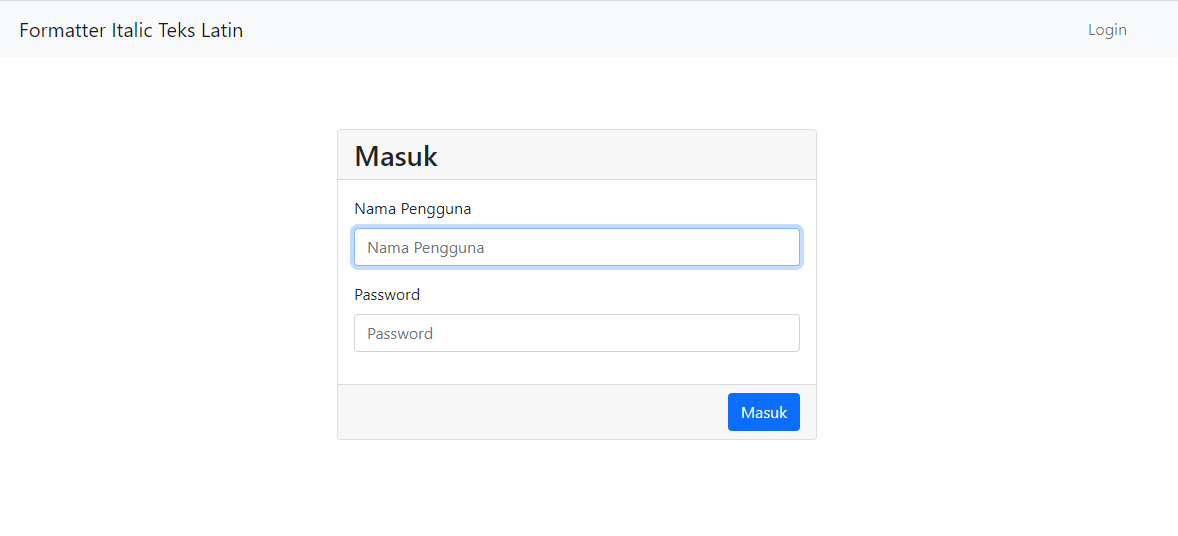 Formatter Italic Teks Latin
Login
Masuk
Nama Pengguna
Nama Pengguna
Password
Password
Masuk